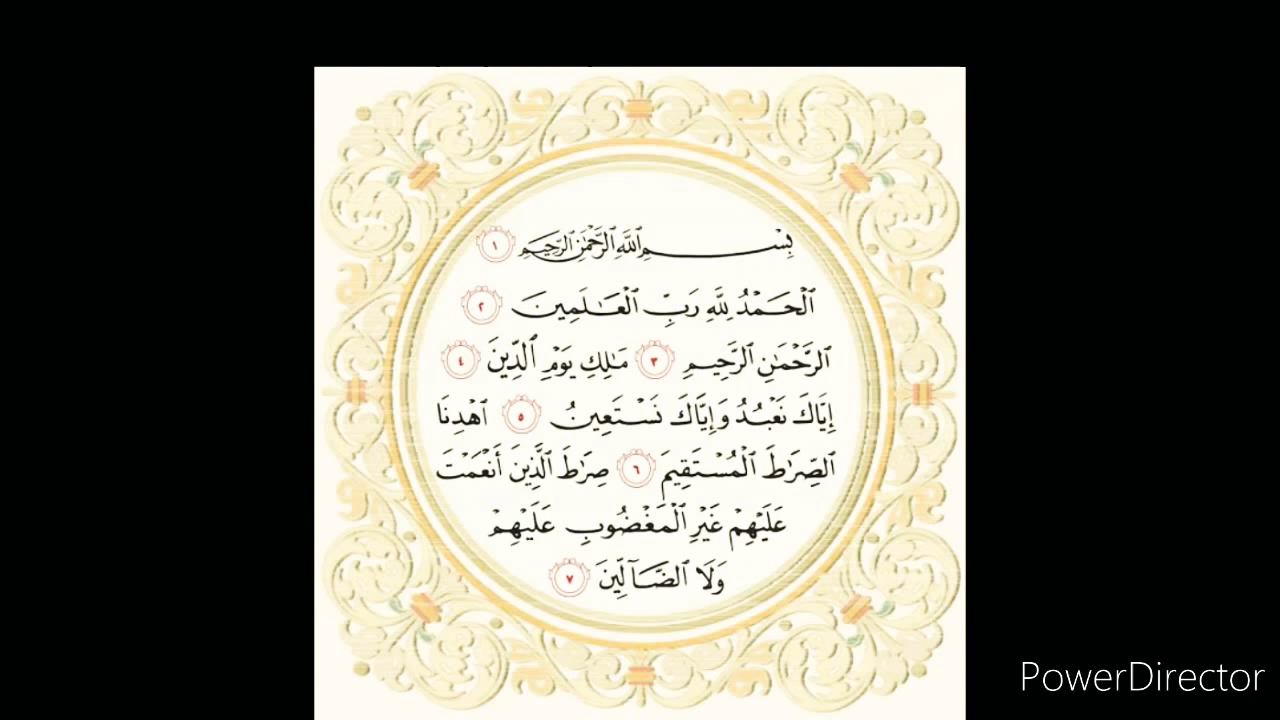 بِسْمِ ٱللَّهِ ٱلرَّحْمَٰنِ ٱلرَّحِيمِ ١
ٱلْحَمْدُ لِلَّهِ رَبِّ ٱلْعَٰلَمِينَ ٢
ٱلرَّحْمَٰنِ ٱلرَّحِيمِ ٣ مَٰلِكِ يَوْمِ ٱلدِّينِ ٤
إِيَّاكَ نَعْبُدُ وَإِيَّاكَ نَسْتَعِينُ ٥ ٱهْدِنَا
ٱلصِّرَٰطَ ٱلْمُسْتَقِيمَ ٦ صِرَٰطَ ٱلَّذِينَ أَنْعَمْتَ
عَلَيْهِمْ غَيْرِ ٱلْمَغْضُوبِ عَلَيْهِمْ
وَلَا ٱلضَّآلِّينَ ٧
PowerDirector